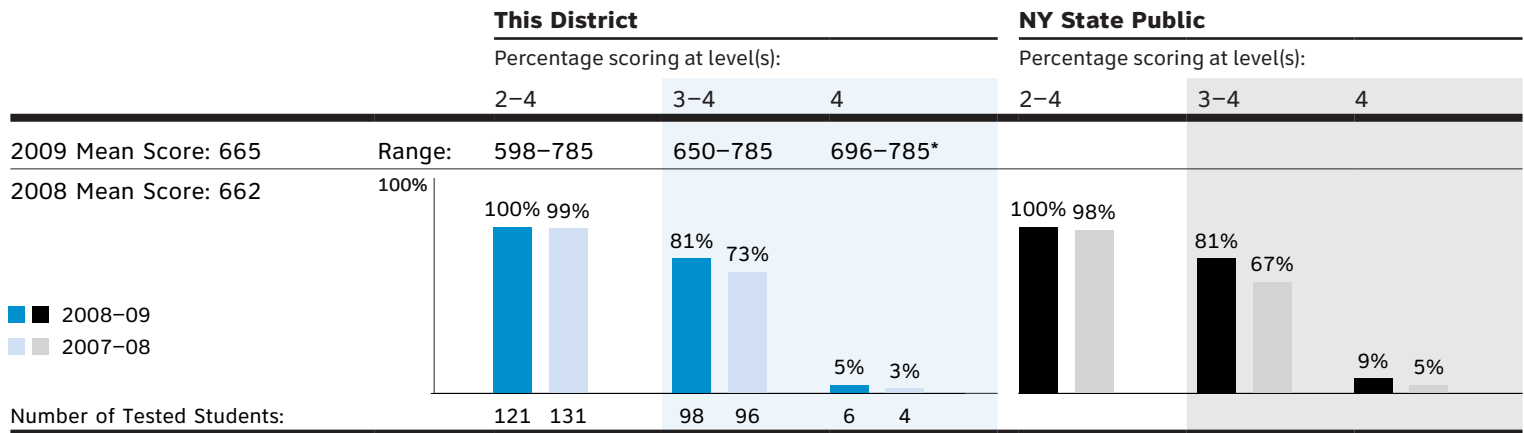 This District NY State Public
Percentage scoring at level(s): Percentage scoring at level(s):
2–4 3–4 4 2–4 3–4 4
2009 Mean Score: 665 Range: 598–785 650–785 696–785*
2008 Mean Score: 662 100%
100% 99% 81% 73% 5% 3% 100% 98% 81% 67% 9% 5%
2008–09
2007–08
Number of Tested Students: 121 131 98 96 6 4